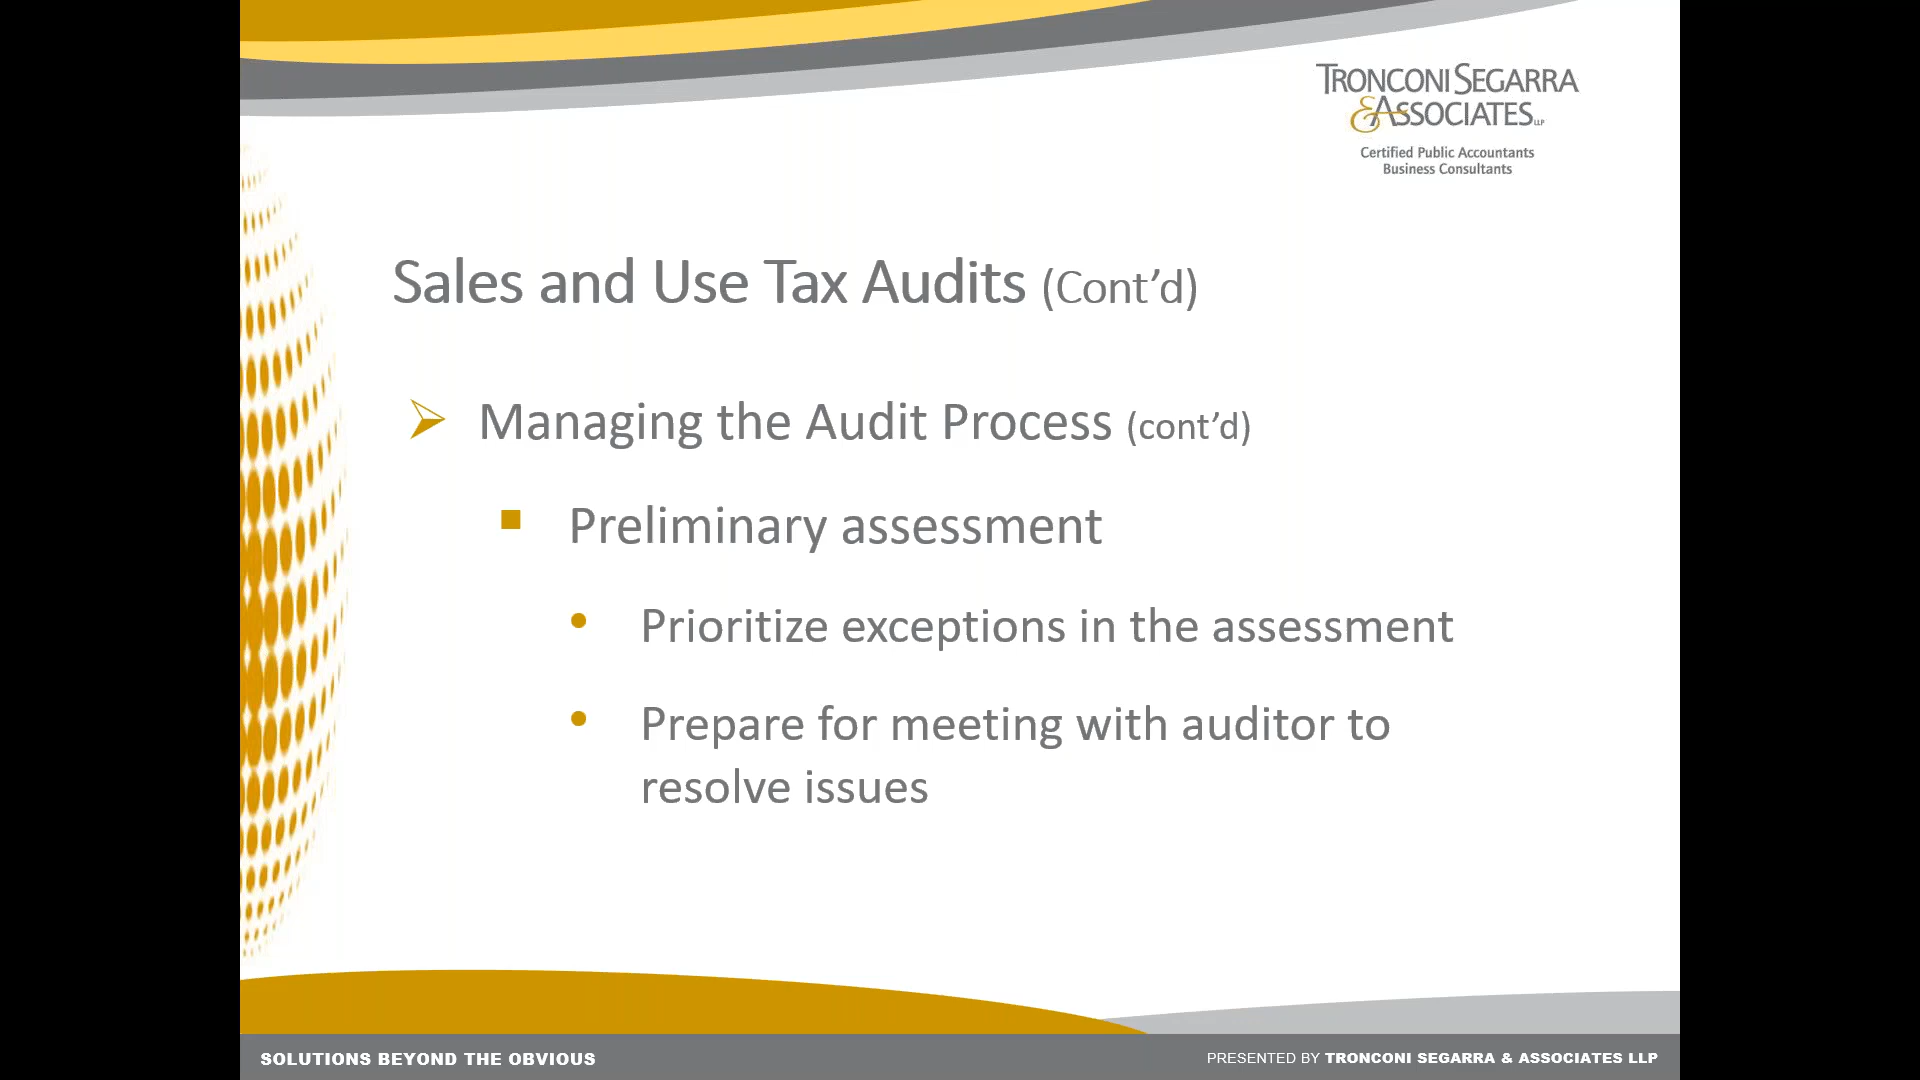 TRONCONI SEGARRA
& ASSOCIATES LLP
Certified Public Accountants
Business Consultants
Sales and Use Tax Audits (Cont’d)
Managing the Audit Process (cont’d)
Preliminary assessment
Prioritize exceptions in the assessment
Prepare for meeting with auditor to
resolve issues
SOLUTIONS BEYOND THE OBVIOUS
PRESENTED BY TRONCONI SEGARRA & ASSOCIATES LLP